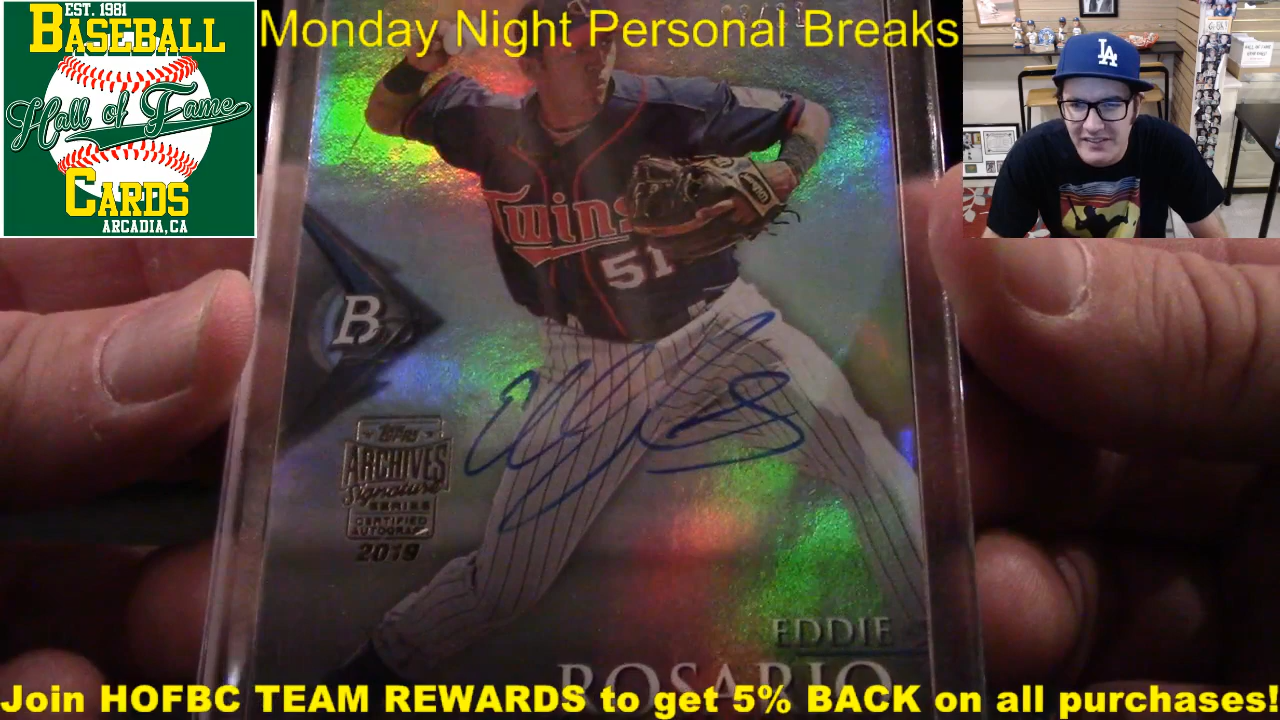 EST. 1981
BASEBALL
Hall of Fame
CARDS
ARCADIA, CA
Monday Night Personal Breaks
LA
Twins
51
B
TOPPS
ARCHIVES
Signature
SERIES
CERTIFIED
AUTOGRAPH
2019
EDDIE
ROSARIO
Join HOFBC TEAM REWARDS to get 5% BACK on all purchases!